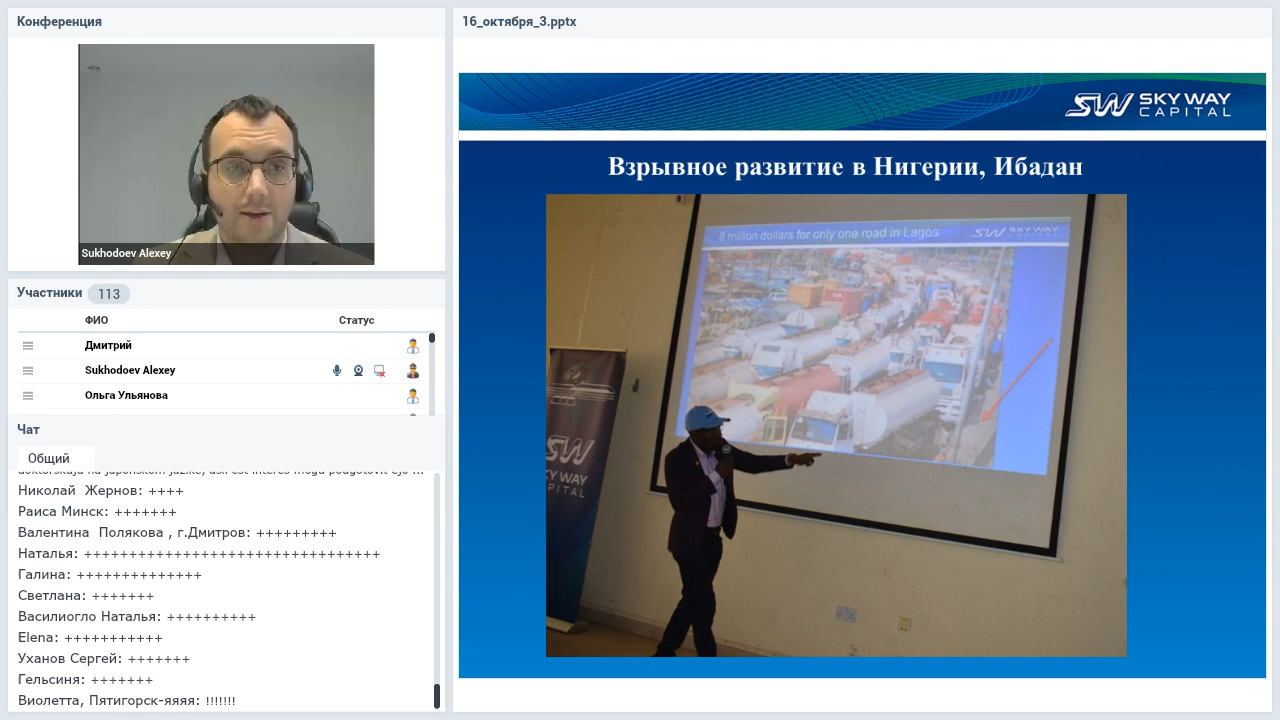 Конференция
Sukhodoev Alexey
Участники 113
ФИО Статус
Дмитрий
Sukhodoev Alexey
Ольга Ульянова
Чат
Общий
Николай Жернов: ++++
Раиса Минск: +++++++
Валентина Полякова , г.Дмитров: +++++++++
Наталья: +++++++++++++++++++++++++++++++++
Галина: ++++++++++++++
Светлана: +++++++
Василиогло Наталья: ++++++++++
Elena: +++++++++++
Уханов Сергей: +++++++
Гельсиня: +++++++
Виолетта, Пятигорск-яяяя: !!!!!!!
16_октября_3.pptx
SW SKY WAY
CAPITAL
Взрывное развитие в Нигерии, Ибадан
8 million dollars for only one road in Lagos
SW SKY WAY
SW
SKY WAY
CAPITAL